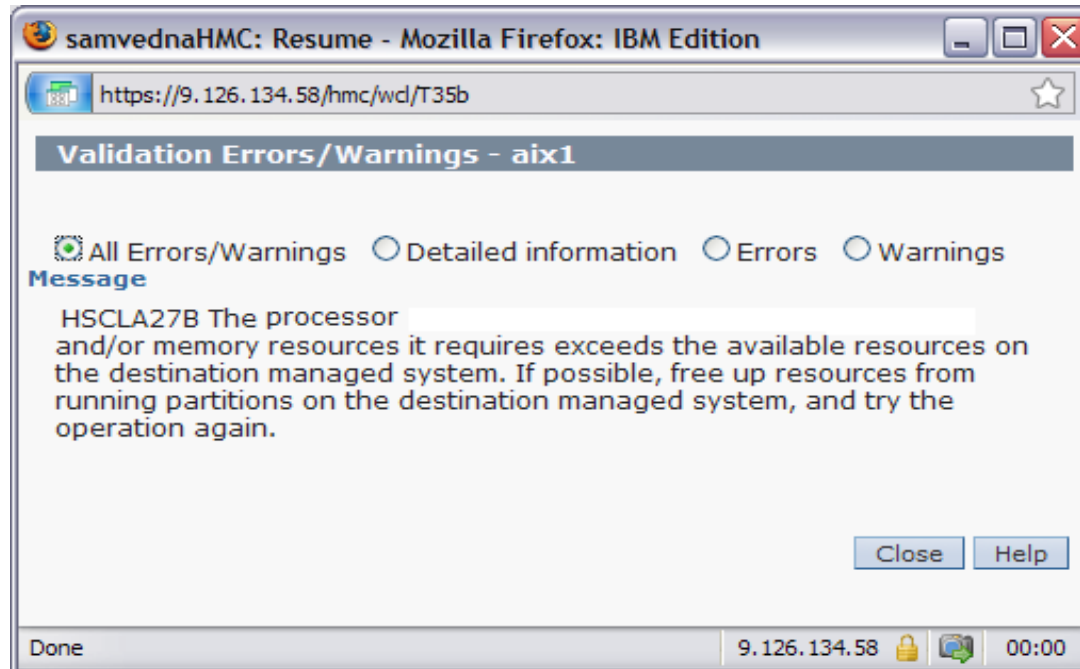 samvednaHMC: Resume - Mozilla Firefox: IBM Edition
https://9.126.134.58/hmc/wcl/T35b
Validation Errors/Warnings - aix1
All Errors/Warnings Detailed information Errors Warnings
Message
HSCLA27B The processor
and/or memory resources it requires exceeds the available resources on
the destination managed system. If possible, free up resources from
running partitions on the destination managed system, and try the
operation again.
Close Help
Done 9.126.134.58 00:00